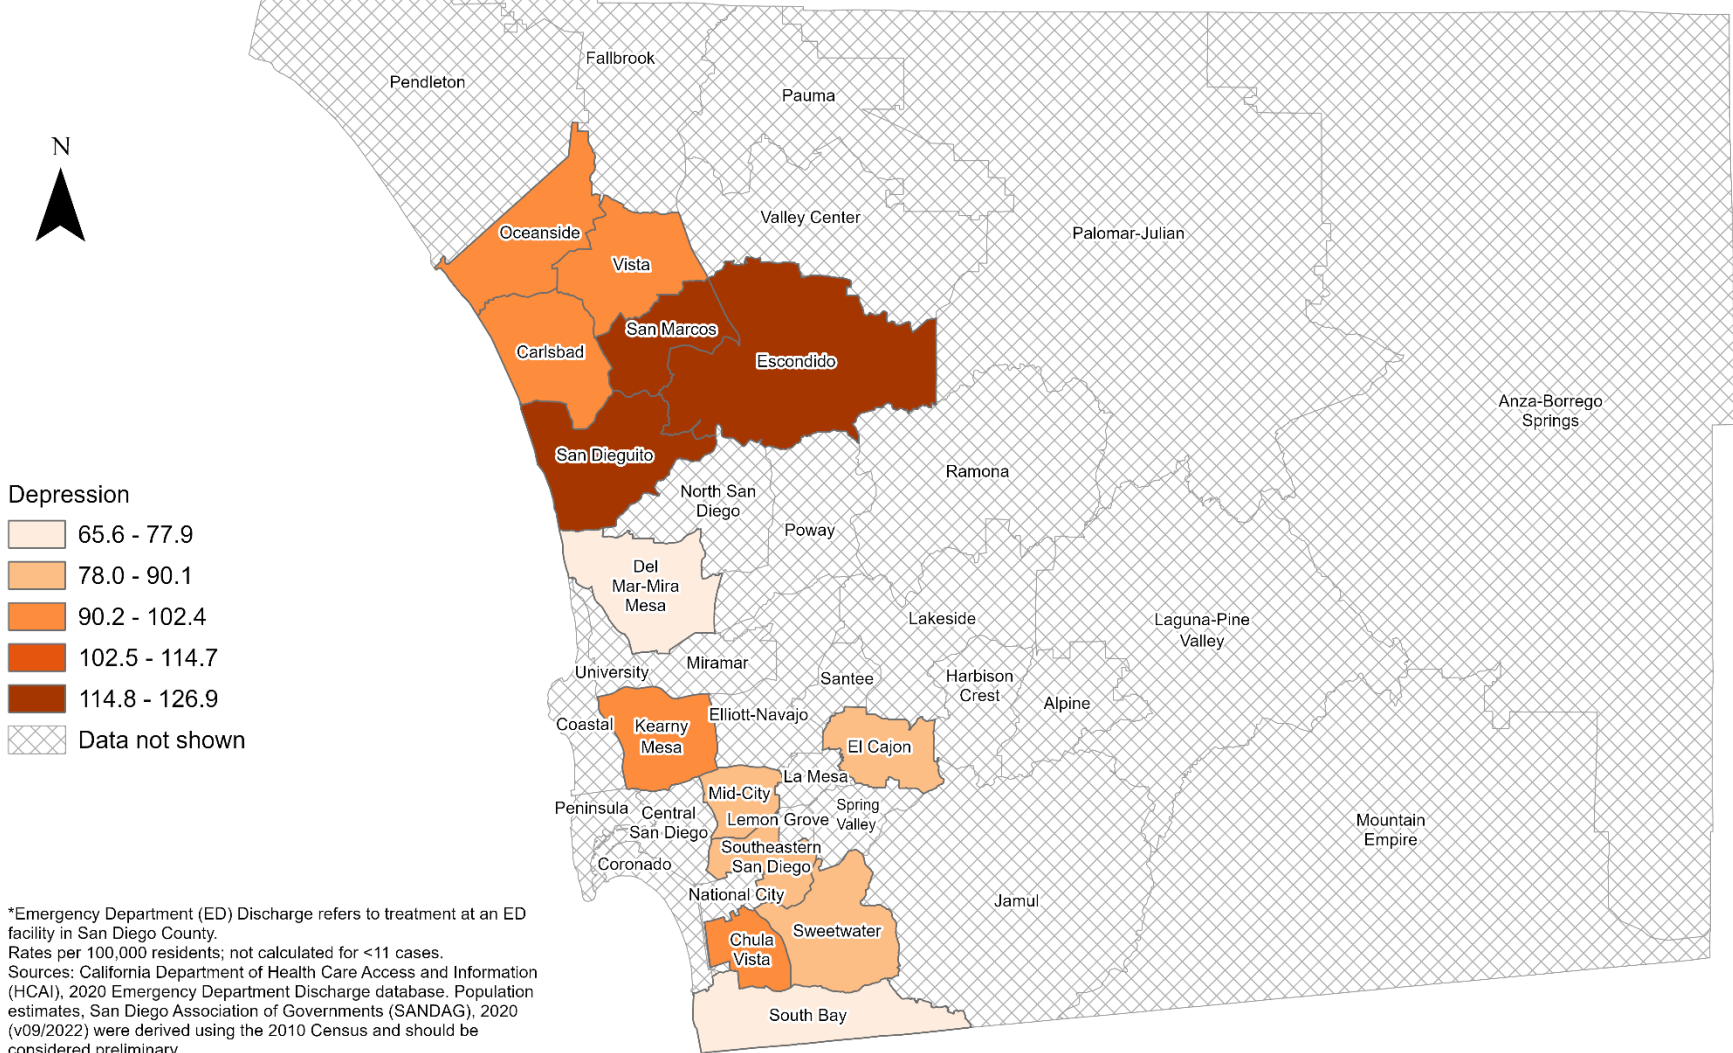 Fallbrook
Pendleton
Pauma
N
Valley Center
Oceanside
Palomar-Julian
Vista
San Marcos
Carlsbad
Escondido
Anza-Borrego
Springs
San Dieguito
Ramona
North San
Diego
Poway
Depression
65.6 - 77.9
78.0 - 90.1
90.2 - 102.4
102.5 - 114.7
114.8 - 126.9
Data not shown
Del
Mar-Mira
Mesa
Lakeside
Laguna-Pine
Valley
Miramar
University
Santee
Harbison
Crest
Alpine
Coastal
Kearny
Mesa
Elliott-Navajo
El Cajon
La Mesa
Mid-City
Peninsula
Central
San Diego
Lemon Grove
Spring
Valley
Mountain
Empire
Southeastern
San Diego
Coronado
National City
Jamul
Sweetwater
Chula
Vista
South Bay
*Emergency Department (ED) Discharge refers to treatment at an ED
facility in San Diego County.
Rates per 100,000 residents; not calculated for <11 cases.
Sources: California Department of Health Care Access and Information
(HCAI), 2020 Emergency Department Discharge database. Population
estimates, San Diego Association of Governments (SANDAG), 2020
(v09/2022) were derived using the 2010 Census and should be
considered preliminary.